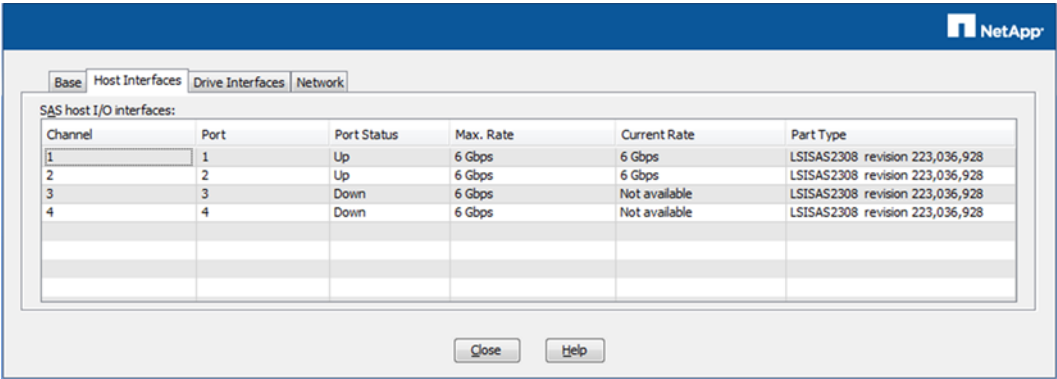 NetApp
Base Host Interfaces Drive Interfaces Network
SAS host I/O interfaces:
Channel Port Port Status Max. Rate Current Rate Part Type
1 1 Up 6 Gbps 6 Gbps LSISAS2308 revision 223,036,928
2 2 Up 6 Gbps 6 Gbps LSISAS2308 revision 223,036,928
3 3 Down 6 Gbps Not available LSISAS2308 revision 223,036,928
4 4 Down 6 Gbps Not available LSISAS2308 revision 223,036,928
Close Help